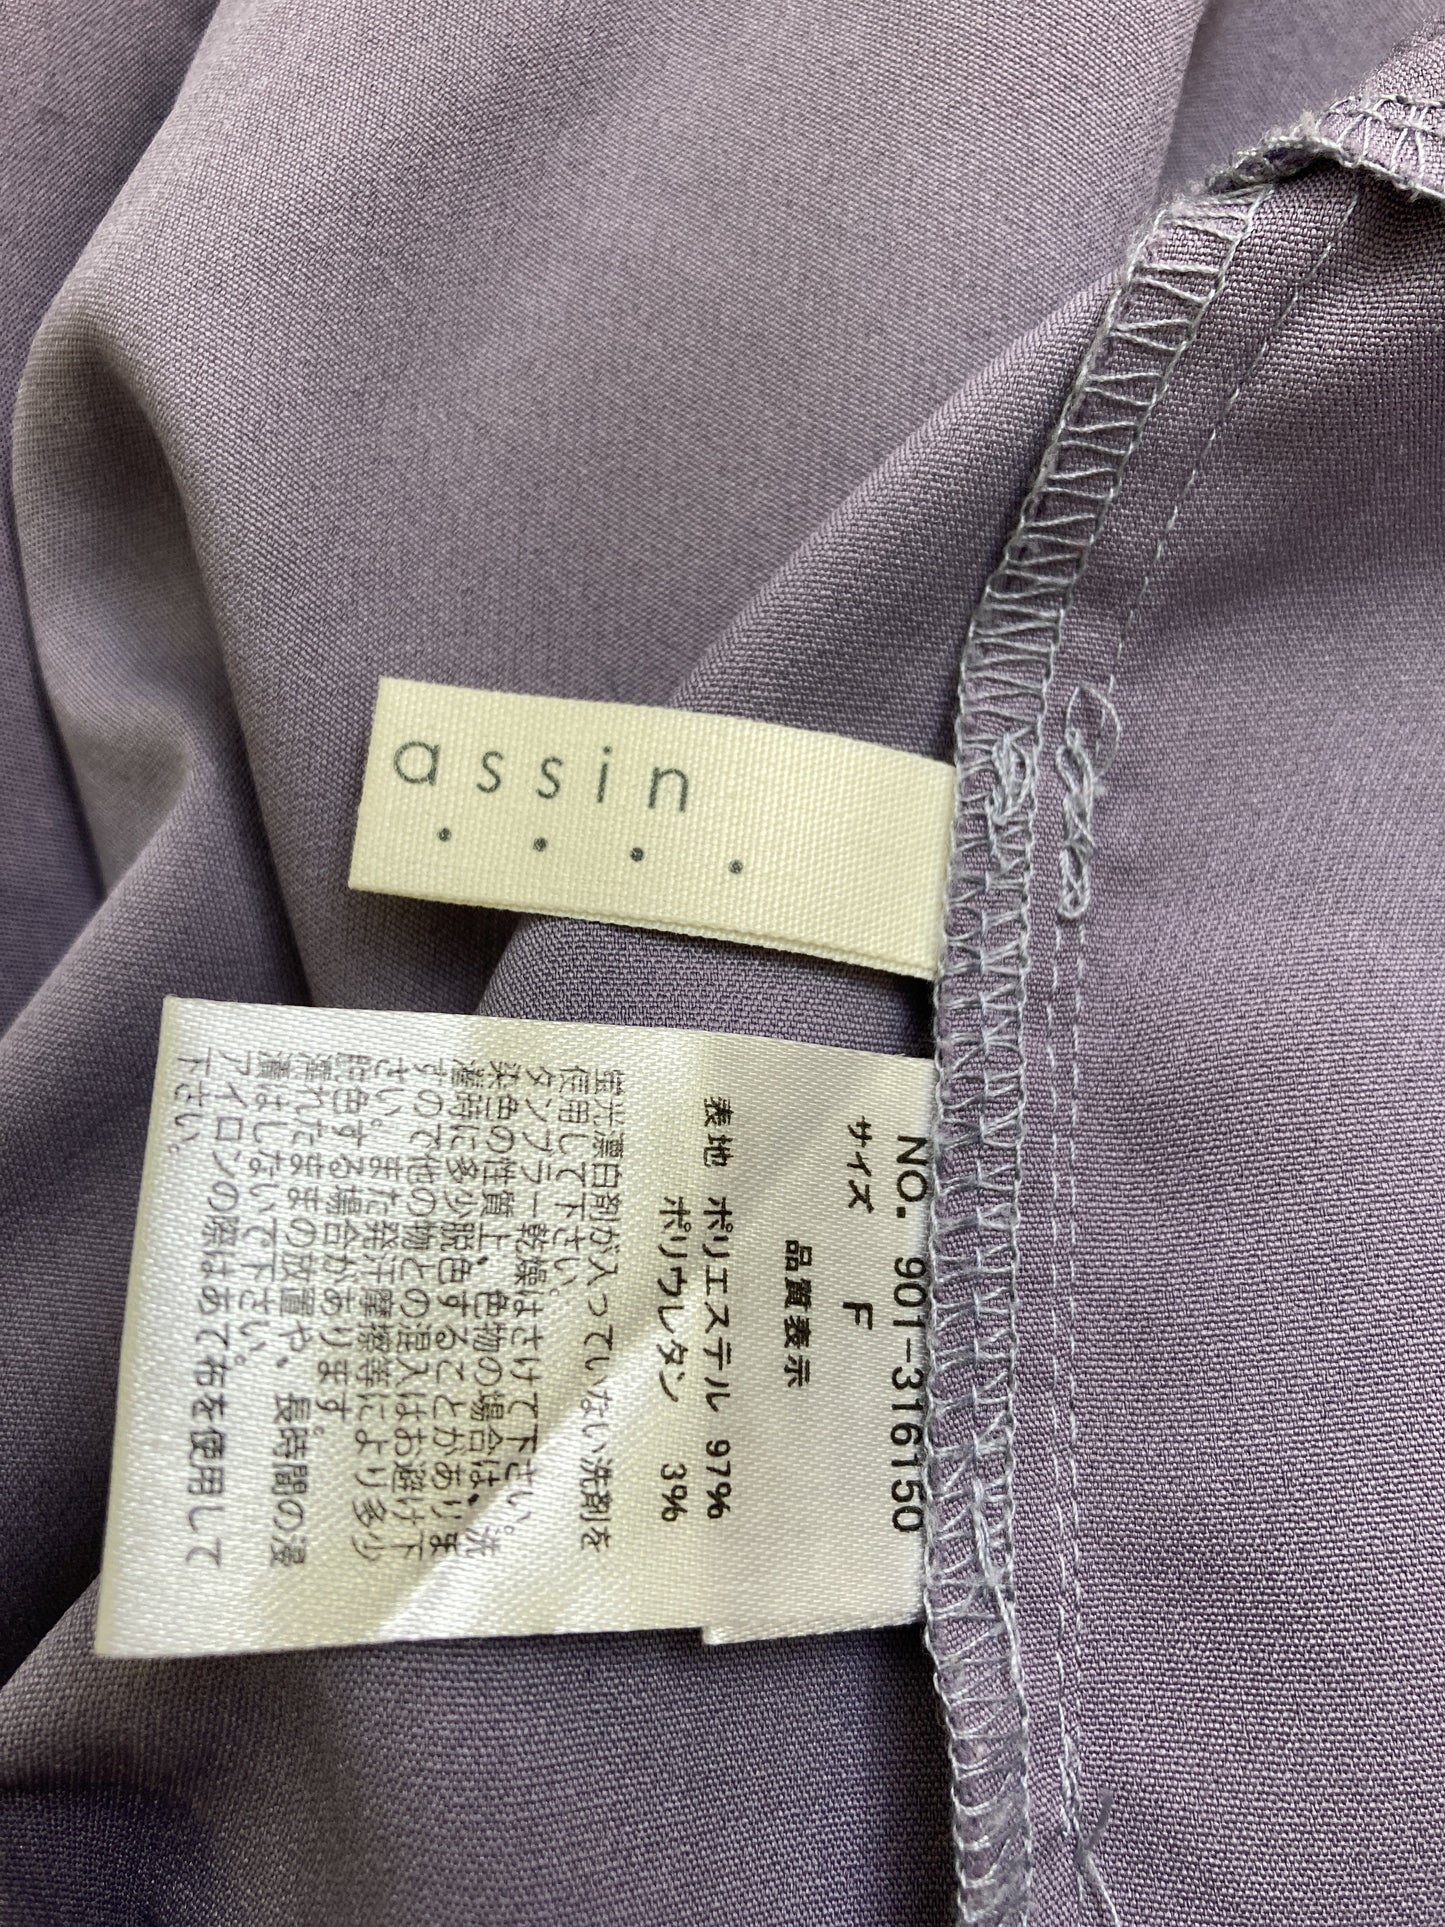 assin
....
NO. 901-316150
サイズ F
品質表示
表地 ポリエステル 97%
ポリウレタン 3%
蛍光漂白剤が入っていない洗剤を
使用して下さい。
タンブラー乾燥はさけて下さい。
染色の性質上、色物の場合は、洗
濯時に多少脱色することがありま
すので他の物との混入はお避け下
さい。また発汗摩擦等により多少
配色する場合があります
洗濯れたままの放置や、長時間の浸
漬はしないで下さい。
アイロンの際はあて布を使用して
下さい。